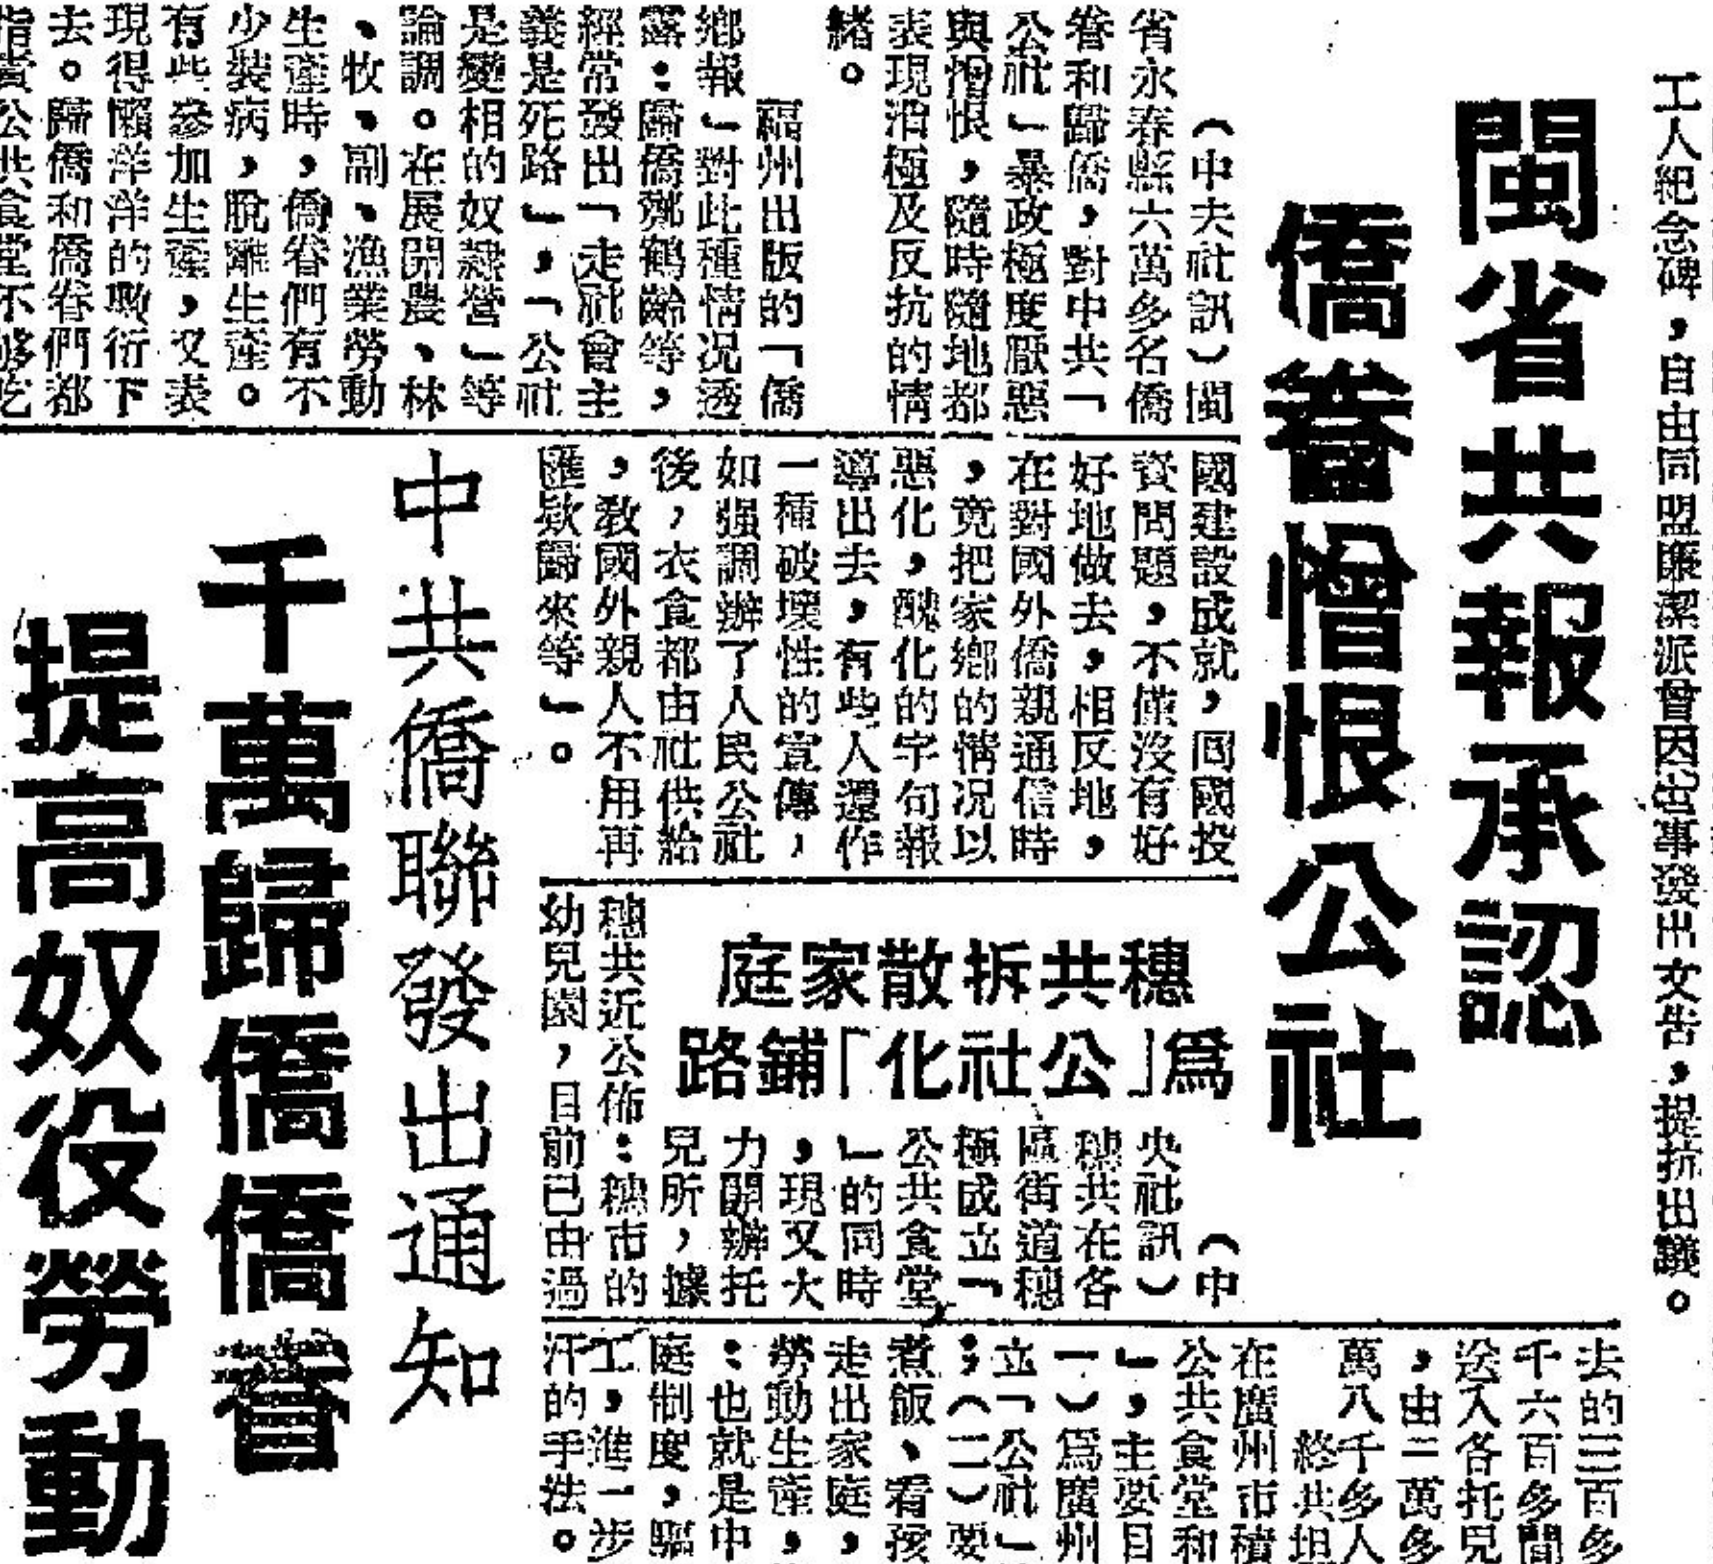 工人紀念碑，自由同盟廉潔派曾因此事發出文告，提抗出議。
閩省共報承認
僑眷憎恨公社
（中央社訊）閩
省永春縣六萬多名僑
眷和歸僑，對中共「
公社」暴政極度厭惡
與憎恨，隨時隨地都
表現消極及反抗的情
緒。
福州出版的「僑
鄉報」對此種情况透
露：歸僑鄭鶴齡等，
經常發出「走社會主
義是死路」，「公社
是變相的奴隸營」等
論調。在展開農、林
、牧、副、漁業勞動
生產時，僑眷們有不
少裝病，脫離生產。
有些參加生產，又表
現得懶洋洋的敷衍下
去。歸僑和僑眷們都
指責公共食堂不够吃
國建設成就，回國投
資問題，不僅沒有好
好地做去，相反地，
在對國外僑親通信時
，竟把家鄉的情况以
惡化，醜化的字句報
導出去，有些人還作
一種破壞性的宣傳，
如强調辦了人民公社
後，衣食都由社供給
，教國外親人不用再
匯欵歸來等」。
穗共拆散家庭
爲「公社化」鋪路
（中
央社訊）
穗共在各
區街道穗
極成立「
公共食堂
」的同時
，現又大
力開辦托
兒所，據
穗共近公佈：穗市的
幼兒園，目前已由過
去的三百多
千六百多間
送入各托兒
，由二萬多
萬八千多人
終共坦
在廣州市積
公共食堂和
」，主要目
一）爲廣州
立「公社」
；（二）要
煮飯、看孩
走出家庭，
勞動生產，
：也就是中
庭制度，驅
工，進一步
汗的手法。
中共僑聯發出通知
千萬歸僑僑眷
提高奴役勞動